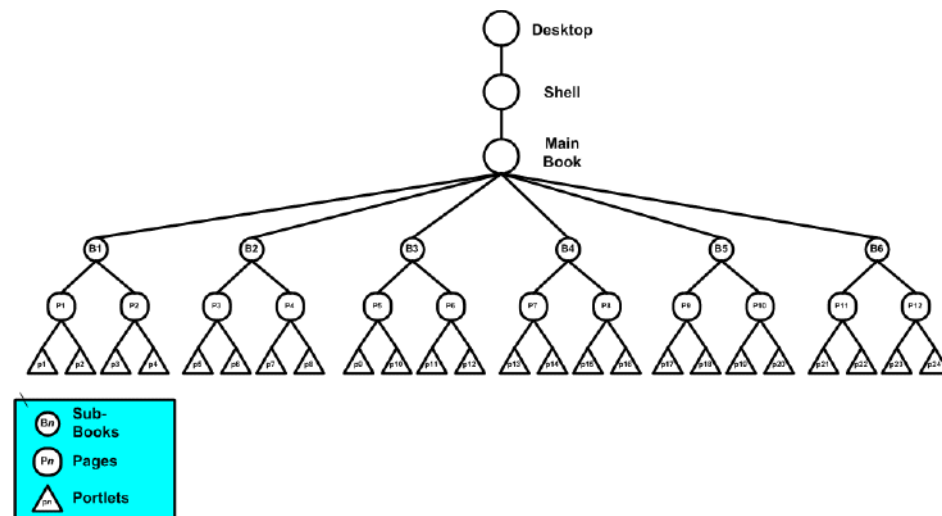 Desktop
Shell
Main
Book
B1 B2 B3 B4 B5 B6
P1 P2 P3 P4 P5 P6 P7 P8 P9 P10 P11 P12
p1 p2 p3 p4 p5 p6 p7 p8 p9 p10 p11 p12 p13 p14 p15 p16 p17 p18 p19 p20 p21 p22 p23 p24
Bn Sub-
Books
Pn Pages
pn Portlets